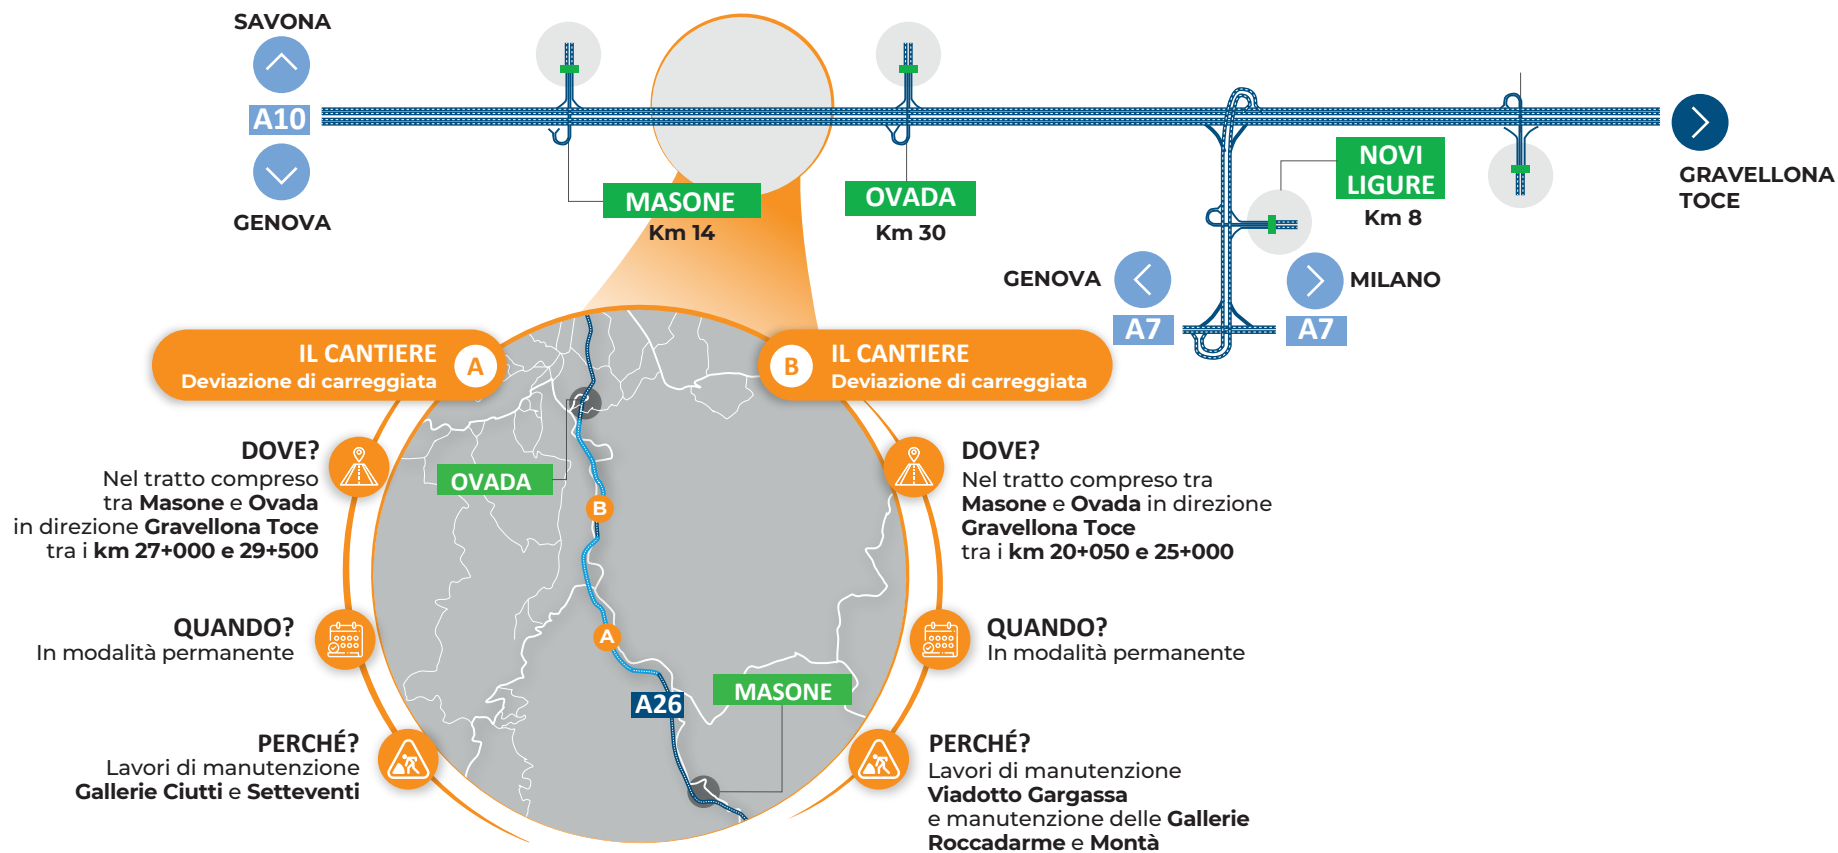 SAVONA
A10
GENOVA
MASONE
Km 14
OVADA
Km 30
NOVI
LIGURE
Km 8
GRAVELLONA
TOCE
GENOVA
A7
MILANO
A7
IL CANTIERE
Deviazione di carreggiata
A
DOVE?
Nel tratto compreso
tra Masone e Ovada
in direzione Gravellona Toce
tra i km 27+000 e 29+500
QUANDO?
In modalità permanente
PERCHÉ?
Lavori di manutenzione
Gallerie Ciutti e Setteventi
OVADA
B
A
A26
MASONE
B
IL CANTIERE
Deviazione di carreggiata
DOVE?
Nel tratto compreso tra
Masone e Ovada in direzione
Gravellona Toce
tra i km 20+050 e 25+000
QUANDO?
In modalità permanente
PERCHÉ?
Lavori di manutenzione
Viadotto Gargassa
e manutenzione delle Gallerie
Roccadarme e Montà